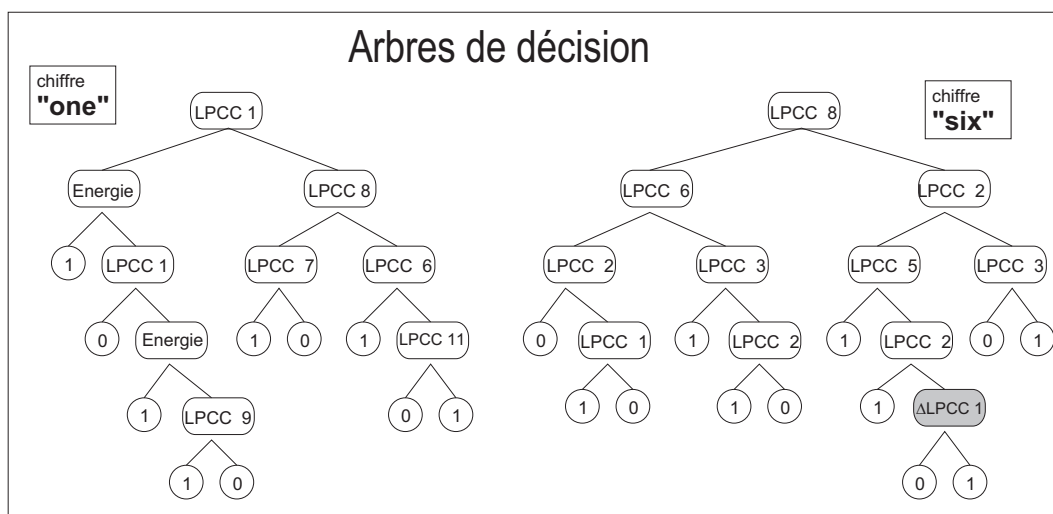 Arbres de décision
chiffre
"one"
chiffre
"six"
LPCC 1
LPCC 8
Energie
LPCC 8
LPCC 6
LPCC 2
1
LPCC 1
LPCC 7
LPCC 6
LPCC 2
LPCC 3
LPCC 5
LPCC 3
0
Energie
1
0
1
LPCC 11
0
LPCC 1
1
LPCC 2
1
LPCC 2
0
1
1
LPCC 9
0
1
1
0
1
0
1
∆LPCC 1
1
0
0
1